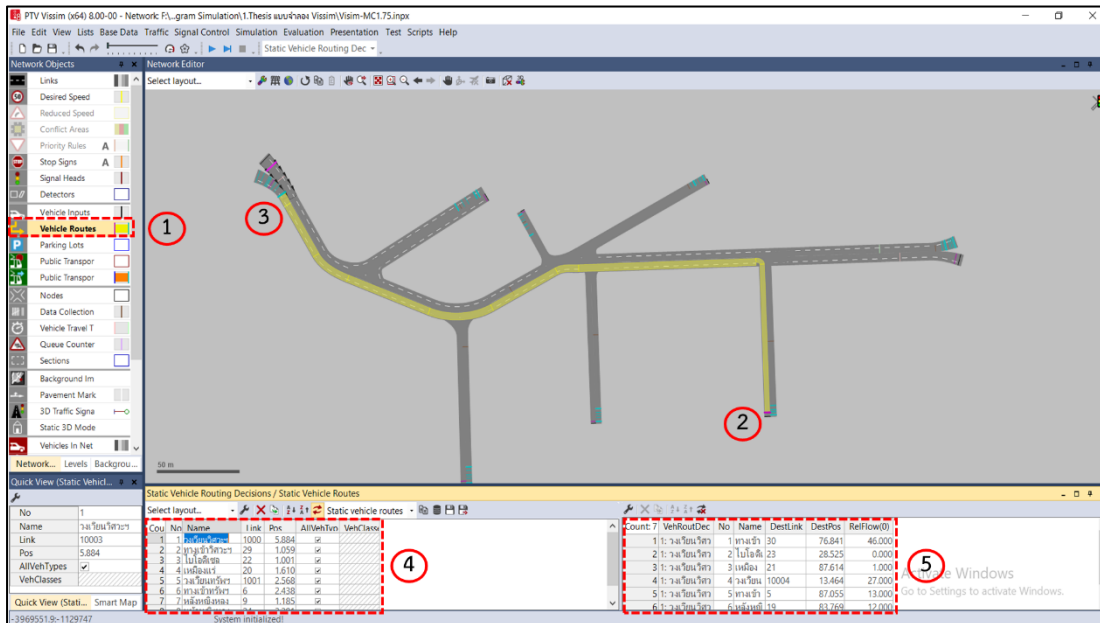 PTV Vissim (x64) 8.00-00 - Network: F:\...gram Simulation\1.Thesis แบบจำลอง Vissim\Visim-MC1.75.inpx
File Edit View Lists Base Data Traffic Signal Control Simulation Evaluation Presentation Test Scripts Help
Static Vehicle Routing Dec
Network Objects
Network Editor
Select layout...
Links
Desired Speed
Reduced Speed
Conflict Areas
Priority Rules A
Stop Signs A
Signal Heads
Detectors
Vehicle Inputs
Vehicle Routes
Parking Lots
Public Transpor
Public Transpor
Nodes
Data Collection
Vehicle Travel T
Queue Counter
Sections
Background Im
Pavement Mark
3D Traffic Signa
Static 3D Mode
Vehicles In Net
Network... Levels Backgrou...
1
3
2
50 m
Quick View (Static Vehicl...
No 1
Name วงเวียนวิศวะฯ
Link 10003
Pos 5.884
AllVehTypes
VehClasses
Quick View (Stati... Smart Map
Static Vehicle Routing Decisions / Static Vehicle Routes
Select layout... Static vehicle routes
Cou No Name Link Pos AllVehTyp VehClasse
1 1 วงเวียนวิศวะฯ 1000 5.884
2 2 ทางเข้าวิศวะฯ 29 1.059
3 3 ไบโอดีเซล 22 1.001
4 4 เหมืองแร่ 20 1.610
5 5 วงเวียนทรัพฯ 1001 2.568
6 6 ทางเข้าทรัพฯ 6 2.438
7 7 หลังหญิงหลง 9 1.185
4
Count: 7 VehRoutDec No Name DestLink DestPos RelFlow(0)
1 1: วงเวียนวิศว 1 ทางเข้า 30 76.841 46.000
2 1: วงเวียนวิศว 2 ไบโอดี 23 28.525 0.000
3 1: วงเวียนวิศว 3 เหมือง 21 87.614 1.000
4 1: วงเวียนวิศว 4 วงเวียน 10004 13.464 27.000
5 1: วงเวียนวิศว 5 ทางเข้า 5 87.055 13.000
6 1: วงเวียนวิศว 6 หลังหญิ 19 83.769 12.000
5
Activate Windows
Go to Settings to activate Windows.
-3969551.9:-1129747
System initialized!